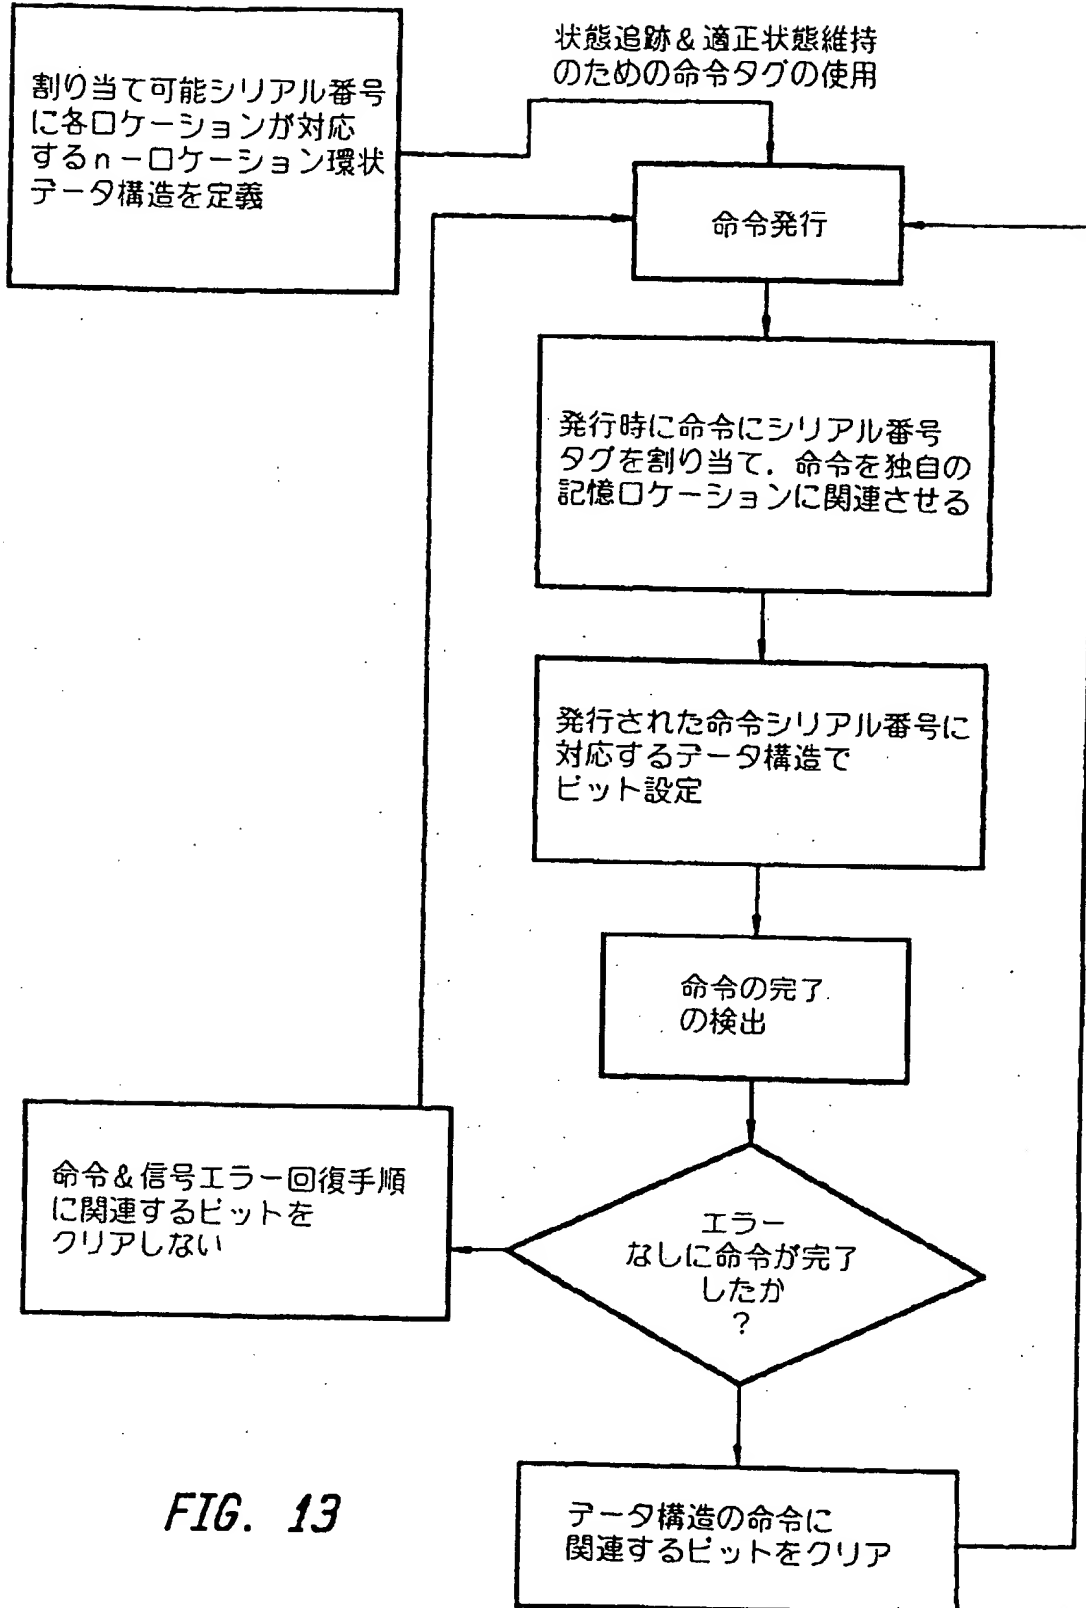 状態追跡&適正状態維持
のための命令タグの使用
割り当て可能シリアル番号
に各ロケーションが対応
するn-ロケーション環状
データ構造を定義
命令発行
発行時に命令にシリアル番号
タグを割り当て．命令を独自の
記憶ロケーションに関連させる
発行された命令シリアル番号に
対応するデータ構造で
ビット設定
命令の完了
の検出
エラー
なしに命令が完了
したか
?
命令&信号エラー回復手順
に関連するビットを
クリアしない
データ構造の命令に
関連するビットをクリア
FIG. 13